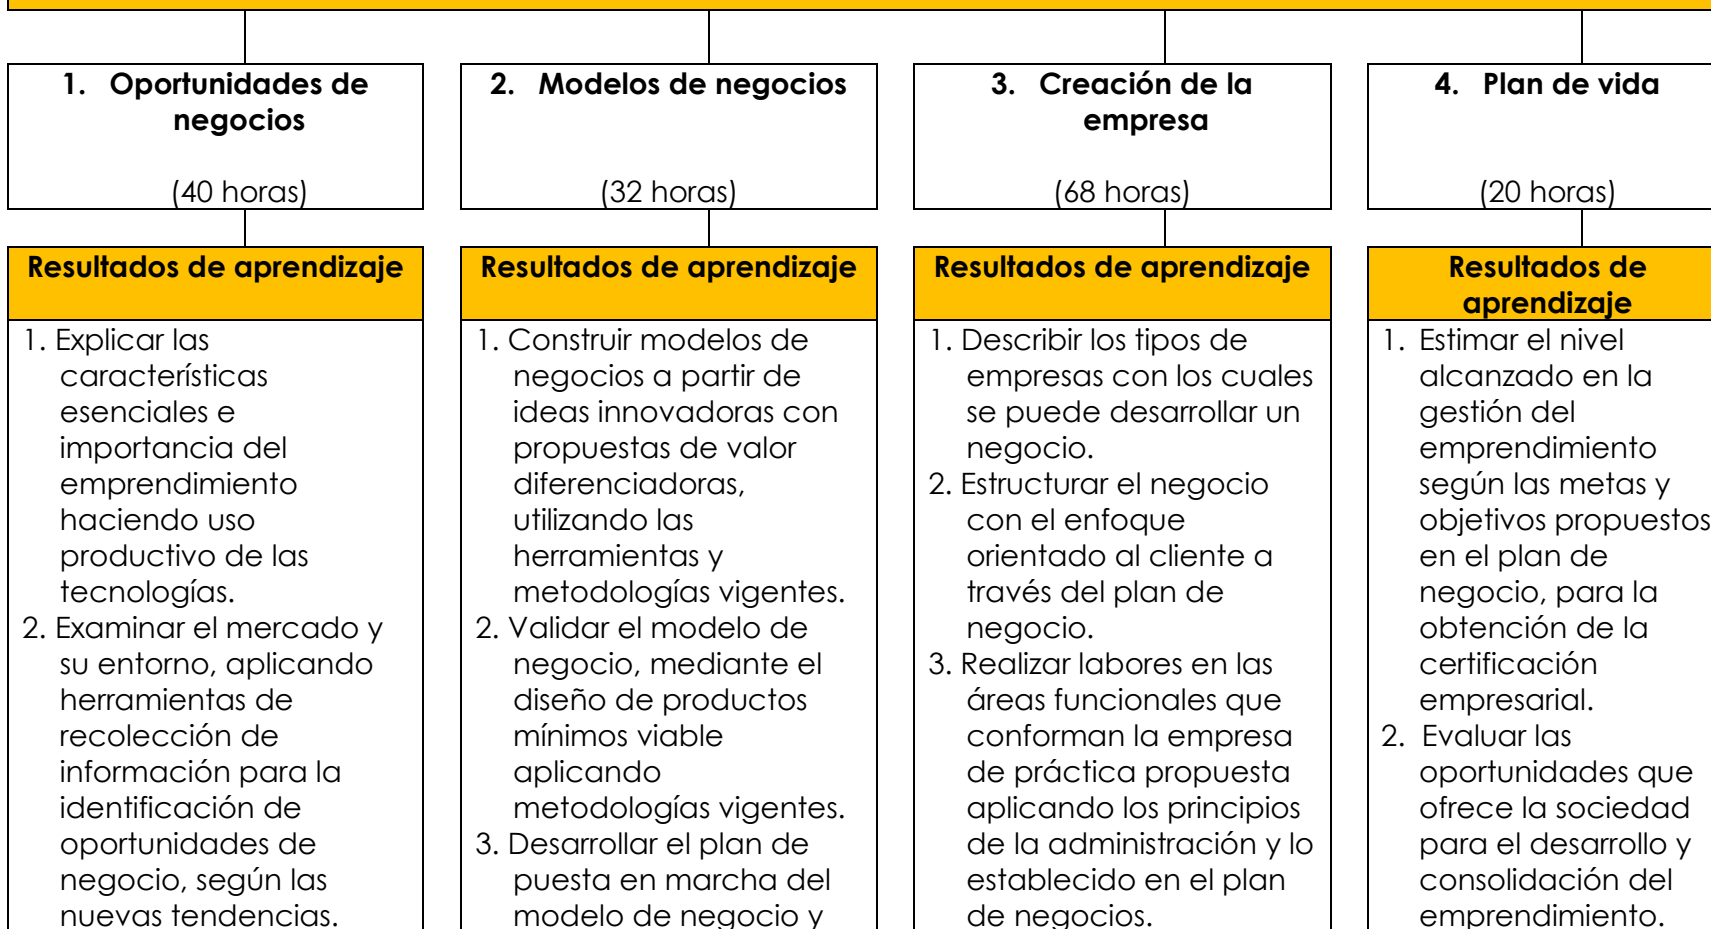 1. Oportunidades de
negocios
(40 horas)
Resultados de aprendizaje
1. Explicar las
características
esenciales e
importancia del
emprendimiento
haciendo uso
productivo de las
tecnologías.
2. Examinar el mercado y
su entorno, aplicando
herramientas de
recolección de
información para la
identificación de
oportunidades de
negocio, según las
nuevas tendencias.
2. Modelos de negocios
(32 horas)
Resultados de aprendizaje
1. Construir modelos de
negocios a partir de
ideas innovadoras con
propuestas de valor
diferenciadoras,
utilizando las
herramientas y
metodologías vigentes.
2. Validar el modelo de
negocio, mediante el
diseño de productos
mínimos viable
aplicando
metodologías vigentes.
3. Desarrollar el plan de
puesta en marcha del
modelo de negocio y
3. Creación de la
empresa
(68 horas)
Resultados de aprendizaje
1. Describir los tipos de
empresas con los cuales
se puede desarrollar un
negocio.
2. Estructurar el negocio
con el enfoque
orientado al cliente a
través del plan de
negocio.
3. Realizar labores en las
áreas funcionales que
conforman la empresa
de práctica propuesta
aplicando los principios
de la administración y lo
establecido en el plan
de negocios.
4. Plan de vida
(20 horas)
Resultados de
aprendizaje
1. Estimar el nivel
alcanzado en la
gestión del
emprendimiento
según las metas y
objetivos propuestos
en el plan de
negocio, para la
obtención de la
certificación
empresarial.
2. Evaluar las
oportunidades que
ofrece la sociedad
para el desarrollo y
consolidación del
emprendimiento.